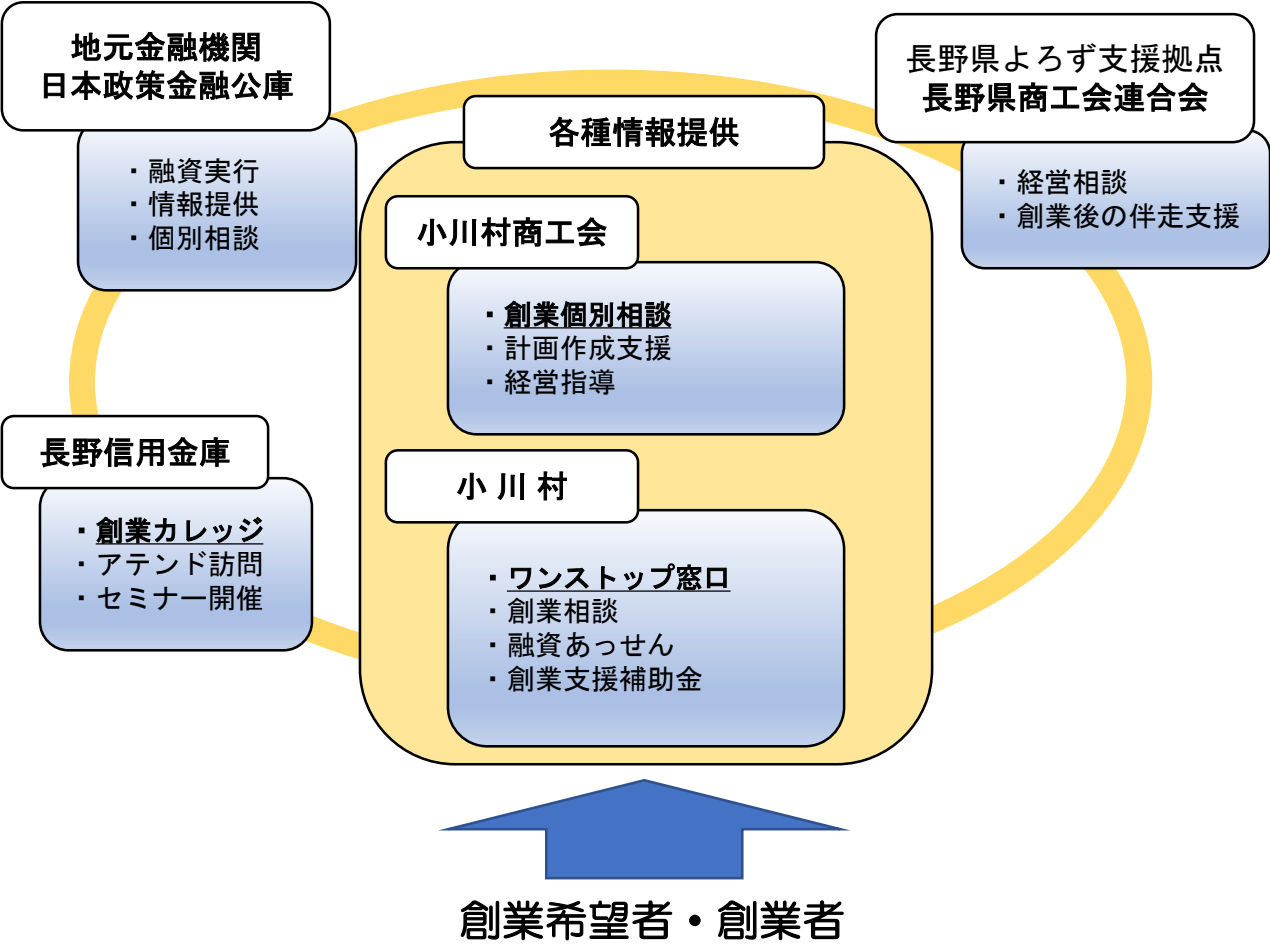 地元金融機関
日本政策金融公庫
・融資実行
・情報提供
・個別相談
長野県よろず支援拠点
長野県商工会連合会
・経営相談
・創業後の伴走支援
各種情報提供
小川村商工会
・創業個別相談
・計画作成支援
・経営指導
長野信用金庫
・創業カレッジ
・アテンド訪問
・セミナー開催
小 川 村
・ワンストップ窓口
・創業相談
・融資あっせん
・創業支援補助金
創業希望者・創業者